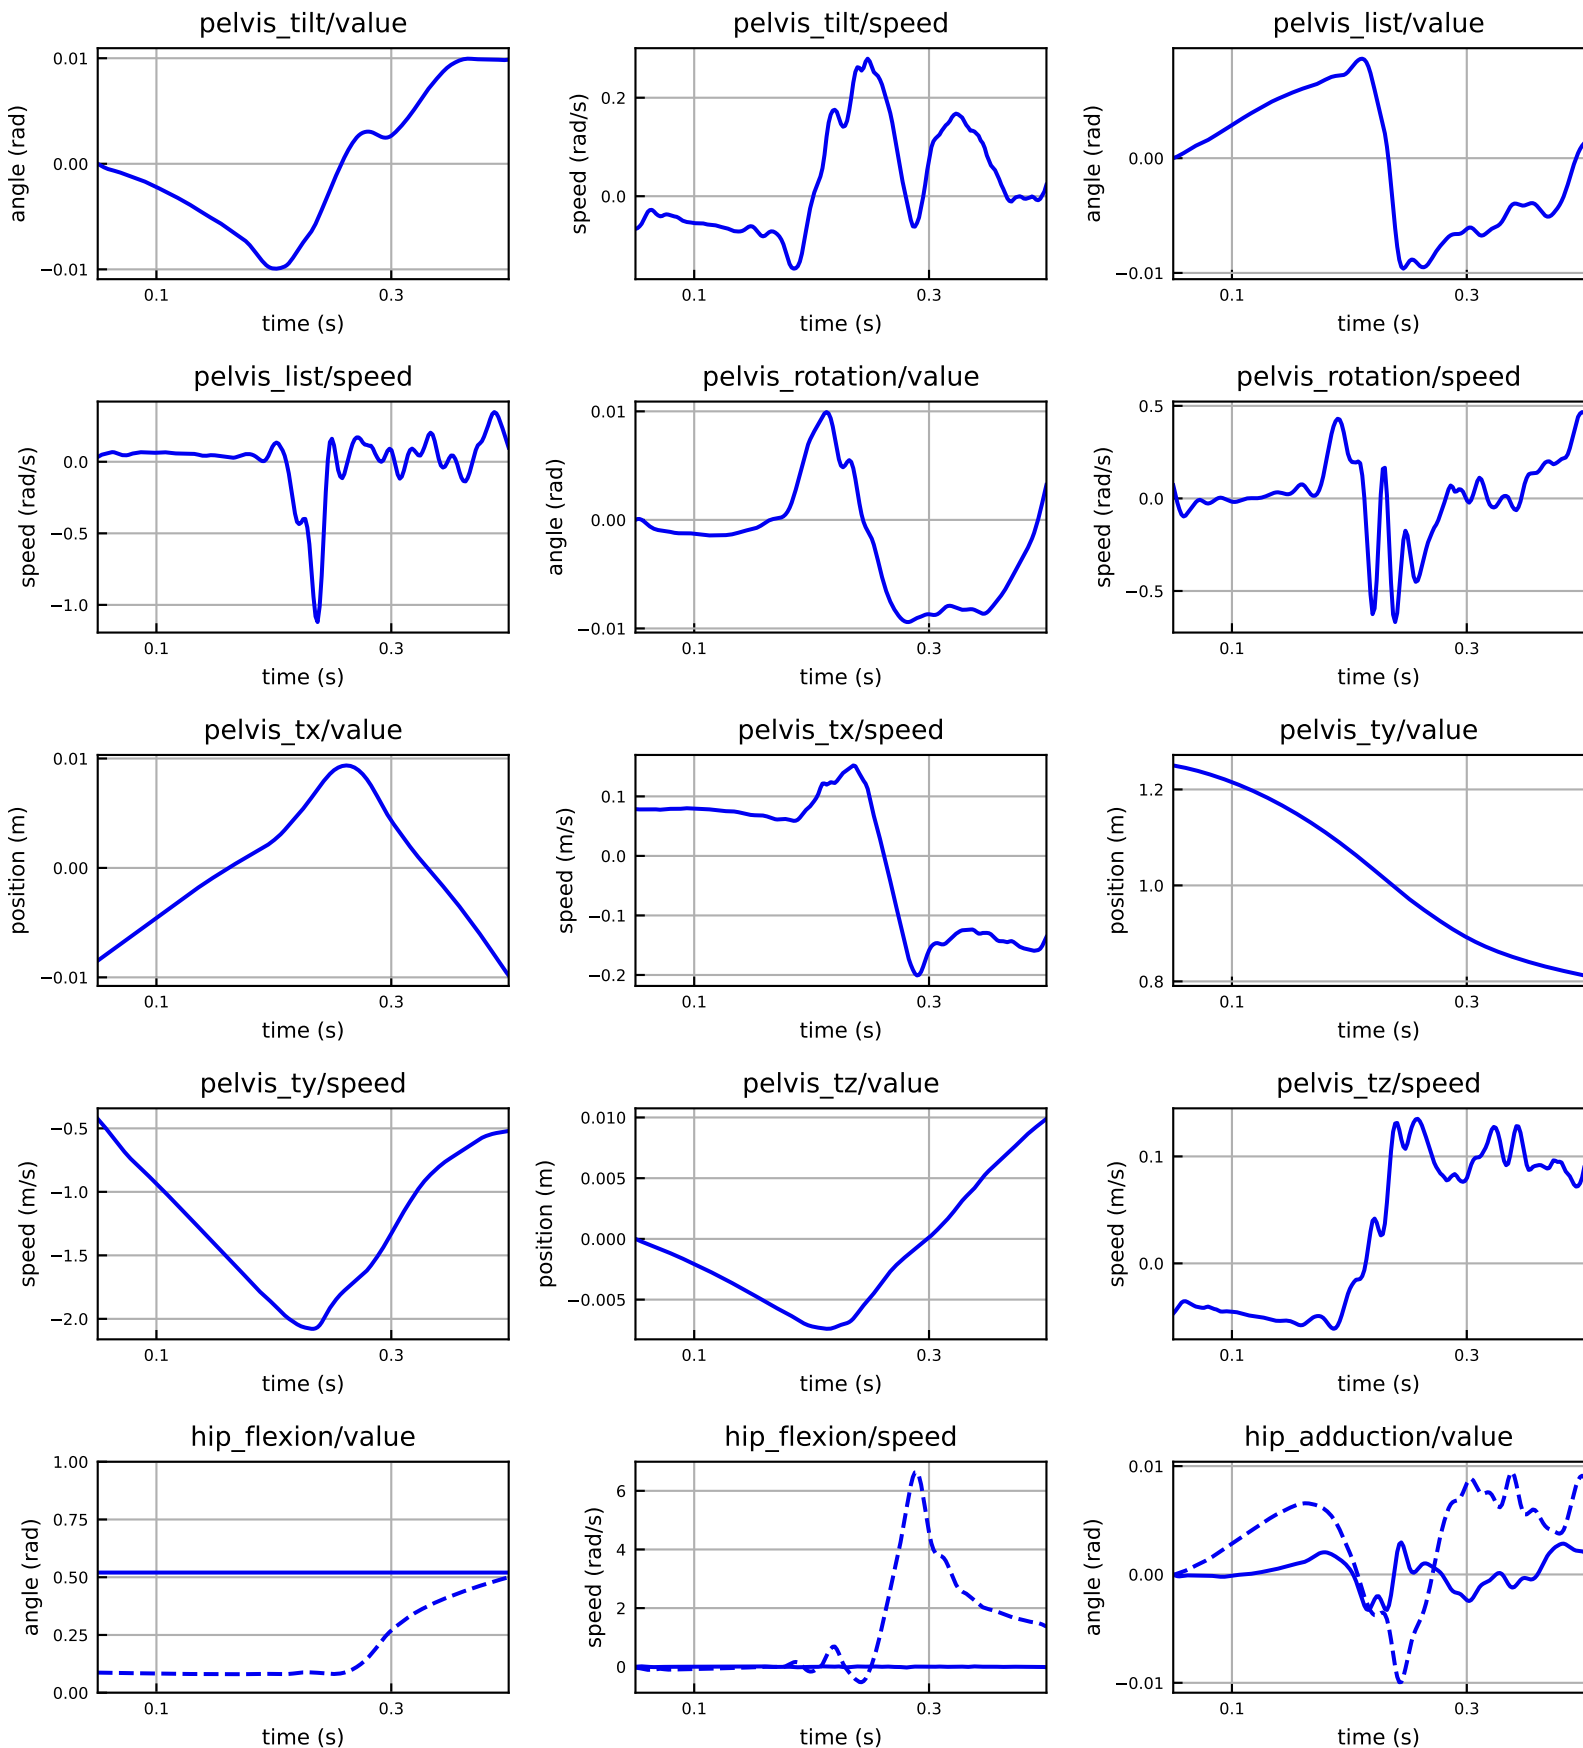 pelvis_tilt/value
angle (rad)
0.01
0.00
−0.01
0.1
0.3
time (s)
pelvis_tilt/speed
speed (rad/s)
0.2
0.0
0.1
0.3
time (s)
pelvis_list/value
angle (rad)
0.00
−0.01
0.1
0.3
time (s)
pelvis_list/speed
speed (rad/s)
0.0
−0.5
−1.0
0.1
0.3
time (s)
pelvis_rotation/value
angle (rad)
0.01
0.00
−0.01
0.1
0.3
time (s)
pelvis_rotation/speed
speed (rad/s)
0.5
0.0
−0.5
0.1
0.3
time (s)
pelvis_tx/value
position (m)
0.01
0.00
−0.01
0.1
0.3
time (s)
pelvis_tx/speed
speed (m/s)
0.1
0.0
−0.1
−0.2
0.1
0.3
time (s)
pelvis_ty/value
position (m)
1.2
1.0
0.8
0.1
0.3
time (s)
pelvis_ty/speed
speed (m/s)
−0.5
−1.0
−1.5
−2.0
0.1
0.3
time (s)
pelvis_tz/value
position (m)
0.010
0.005
0.000
−0.005
0.1
0.3
time (s)
pelvis_tz/speed
speed (m/s)
0.1
0.0
0.1
0.3
time (s)
hip_flexion/value
angle (rad)
1.00
0.75
0.50
0.25
0.00
0.1
0.3
time (s)
hip_flexion/speed
speed (rad/s)
6
4
2
0
0.1
0.3
time (s)
hip_adduction/value
angle (rad)
0.01
0.00
−0.01
0.1
0.3
time (s)